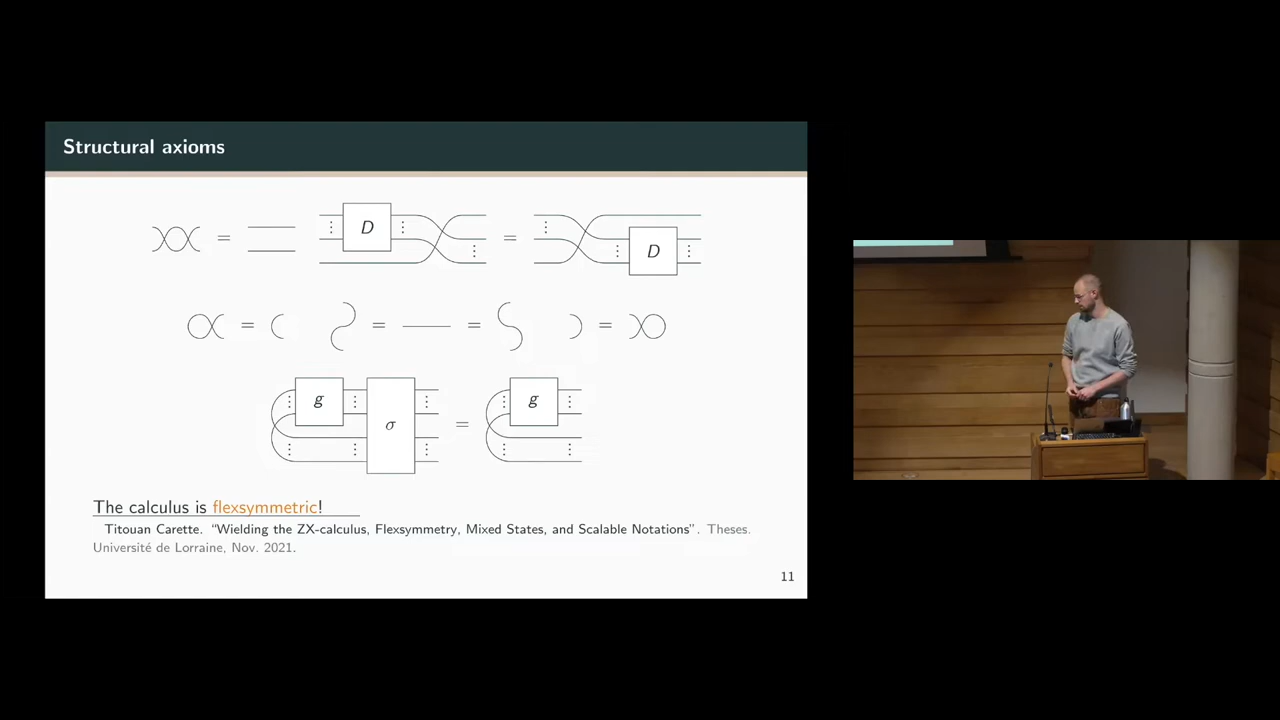 Structural axioms
= D = D
= = = =
g σ = g
The calculus is flexsymmetric!
Titouan Carette. “Wielding the ZX-calculus, Flexsymmetry, Mixed States, and Scalable Notations”. Theses.
Université de Lorraine, Nov. 2021.
11